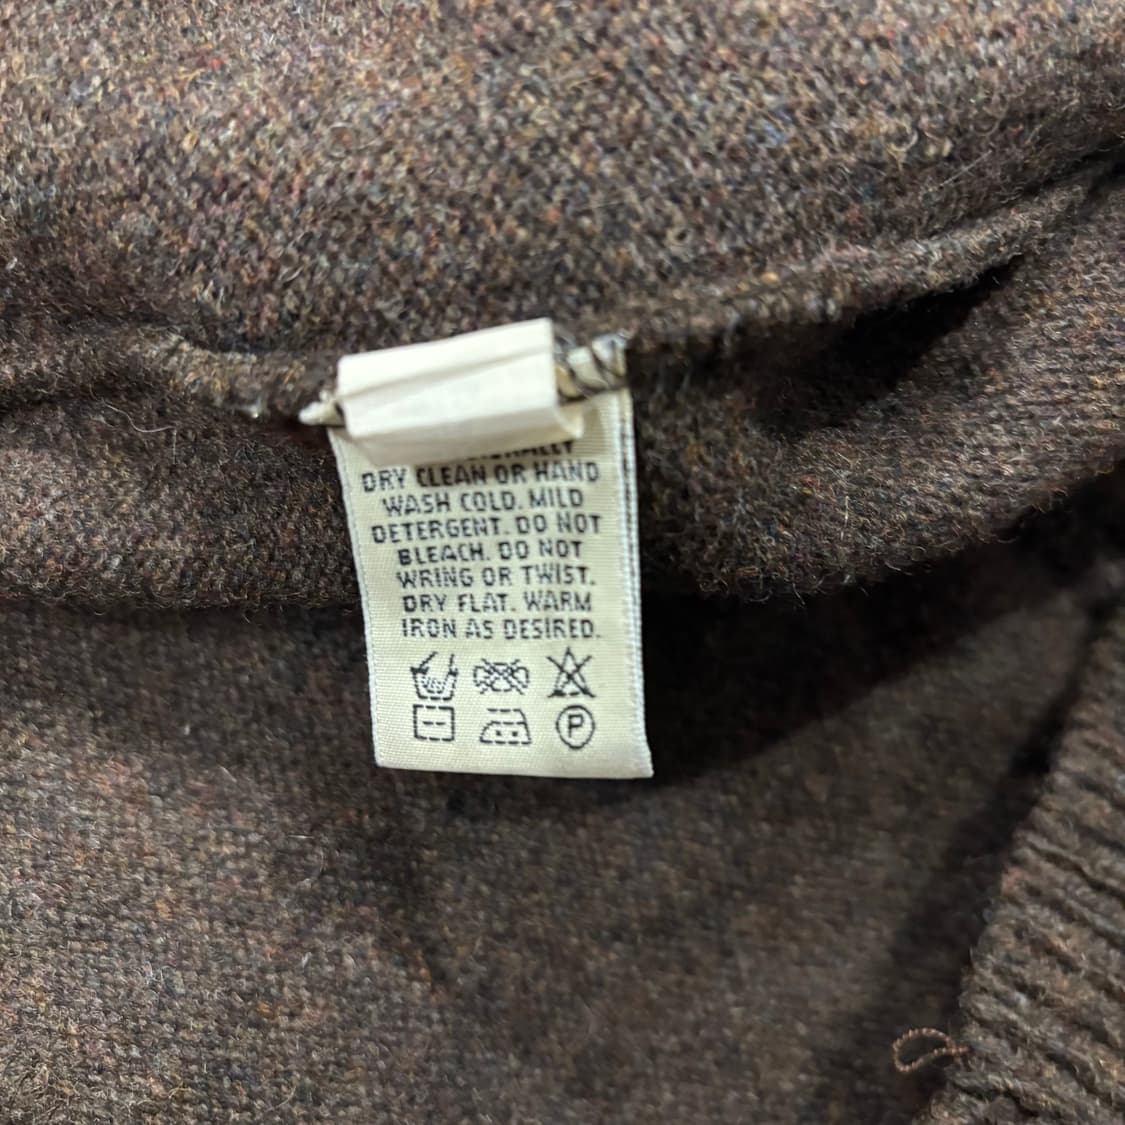 DRY CLEAN OR HAND
WASH COLD. MILD
DETERGENT. DO NOT
BLEACH. DO NOT
WRING OR TWIST.
DRY FLAT. WARM
IRON AS DESIRED.
P